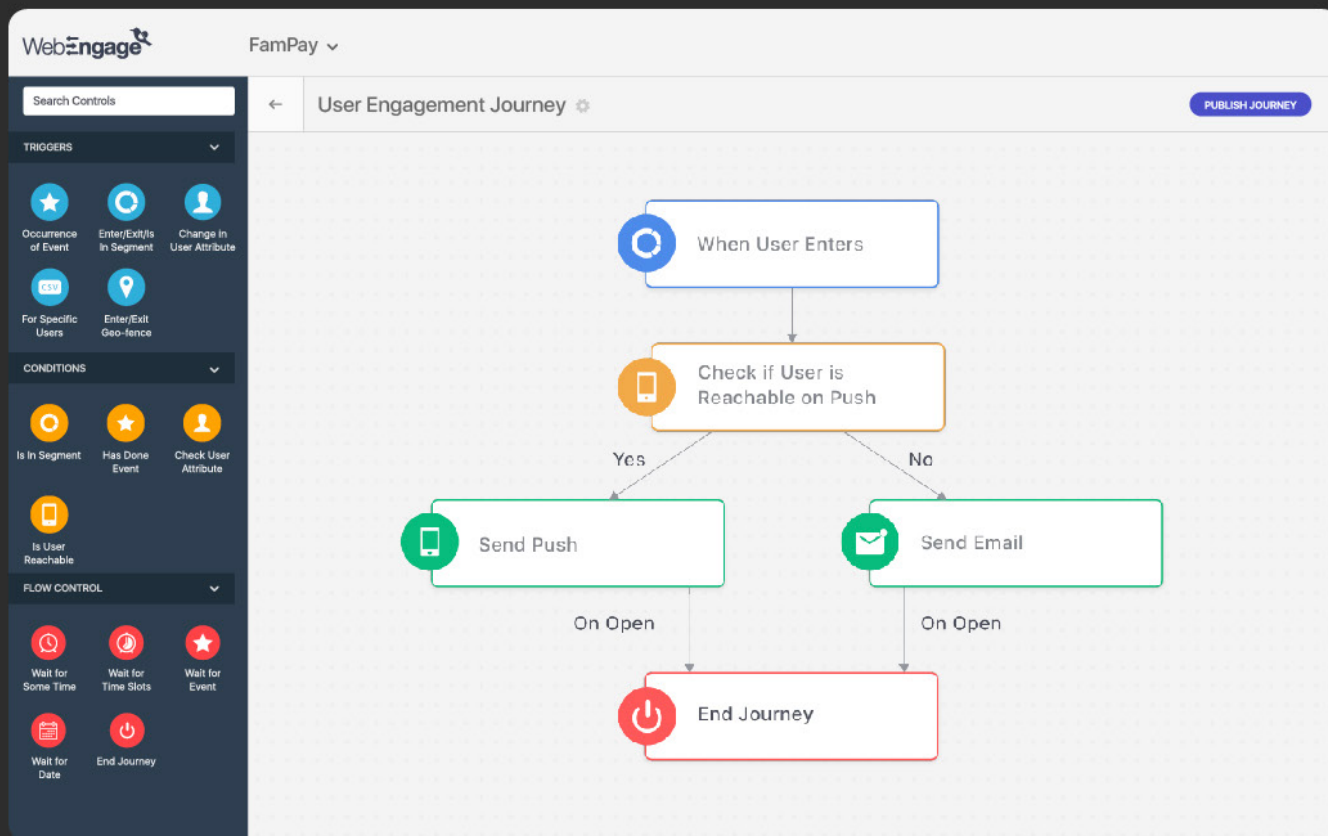 WebEngage
FamPay
Search Controls
User Engagement Journey
PUBLISH JOURNEY
TRIGGERS
Occurrence
of Event
Enter/Exit/Is
In Segment
Change in
User Attribute
CSV
For Specific
Users
Enter/Exit
Geo-fence
CONDITIONS
Is In Segment
Has Done
Event
Check User
Attribute
Is User
Reachable
FLOW CONTROL
Wait for
Some Time
Wait for
Time Slots
Wait for
Event
Wait for
Date
End Journey
When User Enters
Check if User is
Reachable on Push
Yes
No
Send Push
Send Email
On Open
On Open
End Journey